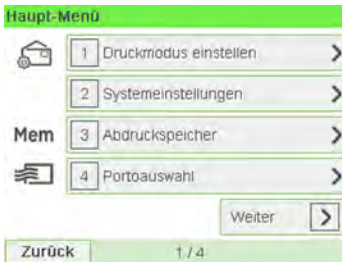 Haupt-Menü
1 Druckmodus einstellen
2 Systemeinstellungen
Mem 3 Abdruckspeicher
4 Portoauswahl
Weiter
Zurück 1 / 4